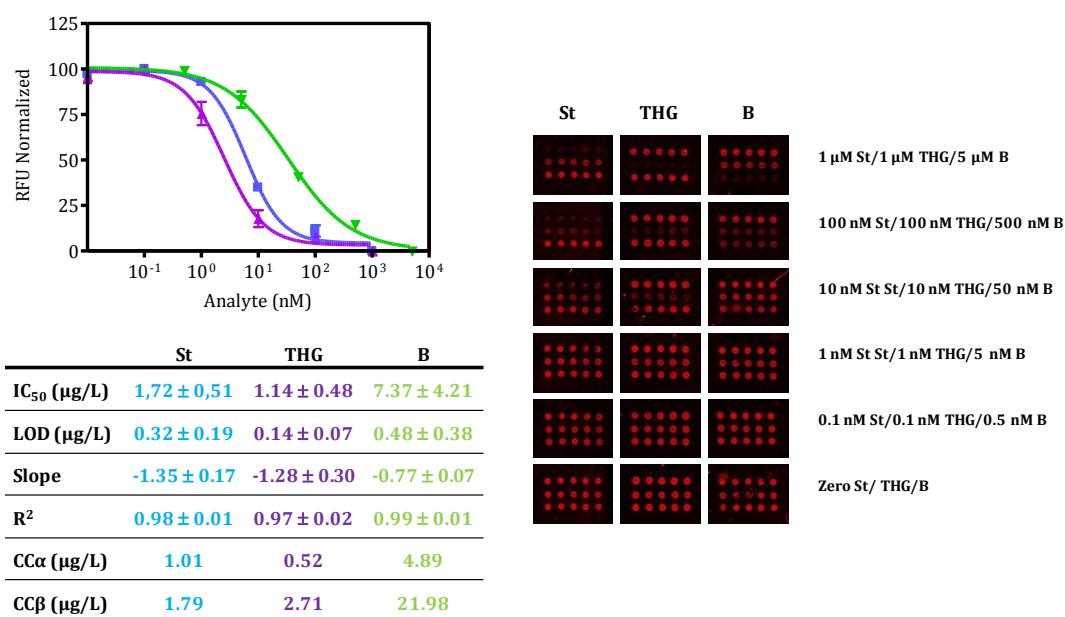 125
100
75
50
25
0
RFU Normalized
10⁻¹ 10⁰ 10¹ 10² 10³ 10⁴
Analyte (nM)
St THG B
IC₅₀ (µg/L) 1,72 ± 0,51 1.14 ± 0.48 7.37 ± 4.21
LOD (µg/L) 0.32 ± 0.19 0.14 ± 0.07 0.48 ± 0.38
Slope -1.35 ± 0.17 -1.28 ± 0.30 -0.77 ± 0.07
R² 0.98 ± 0.01 0.97 ± 0.02 0.99 ± 0.01
CCα (µg/L) 1.01 0.52 4.89
CCβ (µg/L) 1.79 2.71 21.98
St THG B
1 µM St/1 µM THG/5 µM B
100 nM St/100 nM THG/500 nM B
10 nM St St/10 nM THG/50 nM B
1 nM St St/1 nM THG/5 nM B
0.1 nM St/0.1 nM THG/0.5 nM B
Zero St/ THG/B